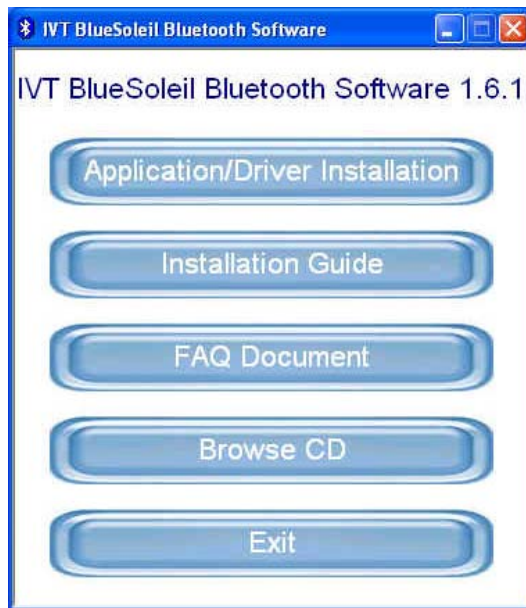 IVT BlueSoleil Bluetooth Software
IVT BlueSoleil Bluetooth Software 1.6.1
Application/Driver Installation
Installation Guide
FAQ Document
Browse CD
Exit